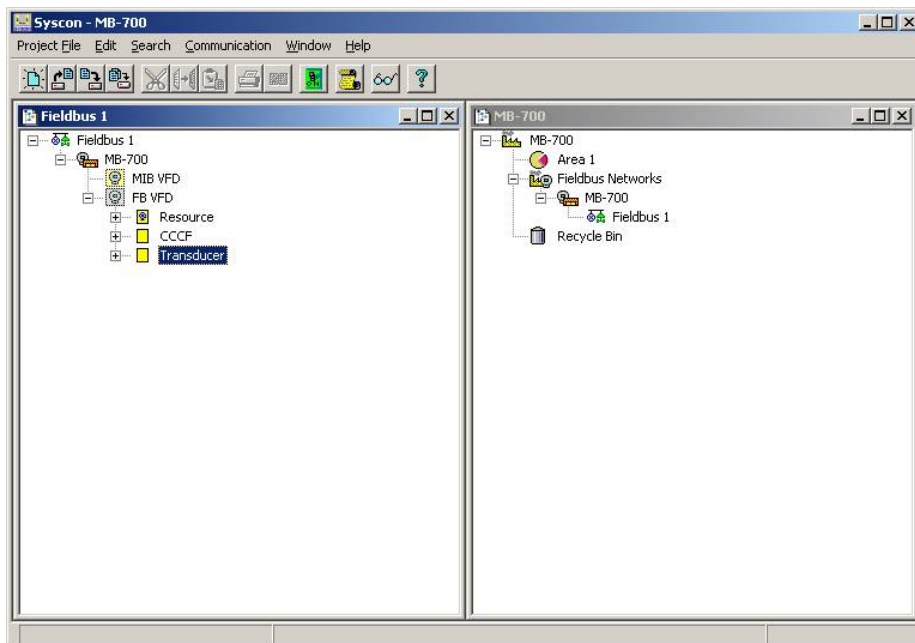 Syscon - MB-700
Project File Edit Search Communication Window Help
Fieldbus 1
Fieldbus 1
MB-700
MIB VFD
FB VFD
Resource
CCCF
Transducer
MB-700
MB-700
Area 1
Fieldbus Networks
MB-700
Fieldbus 1
Recycle Bin